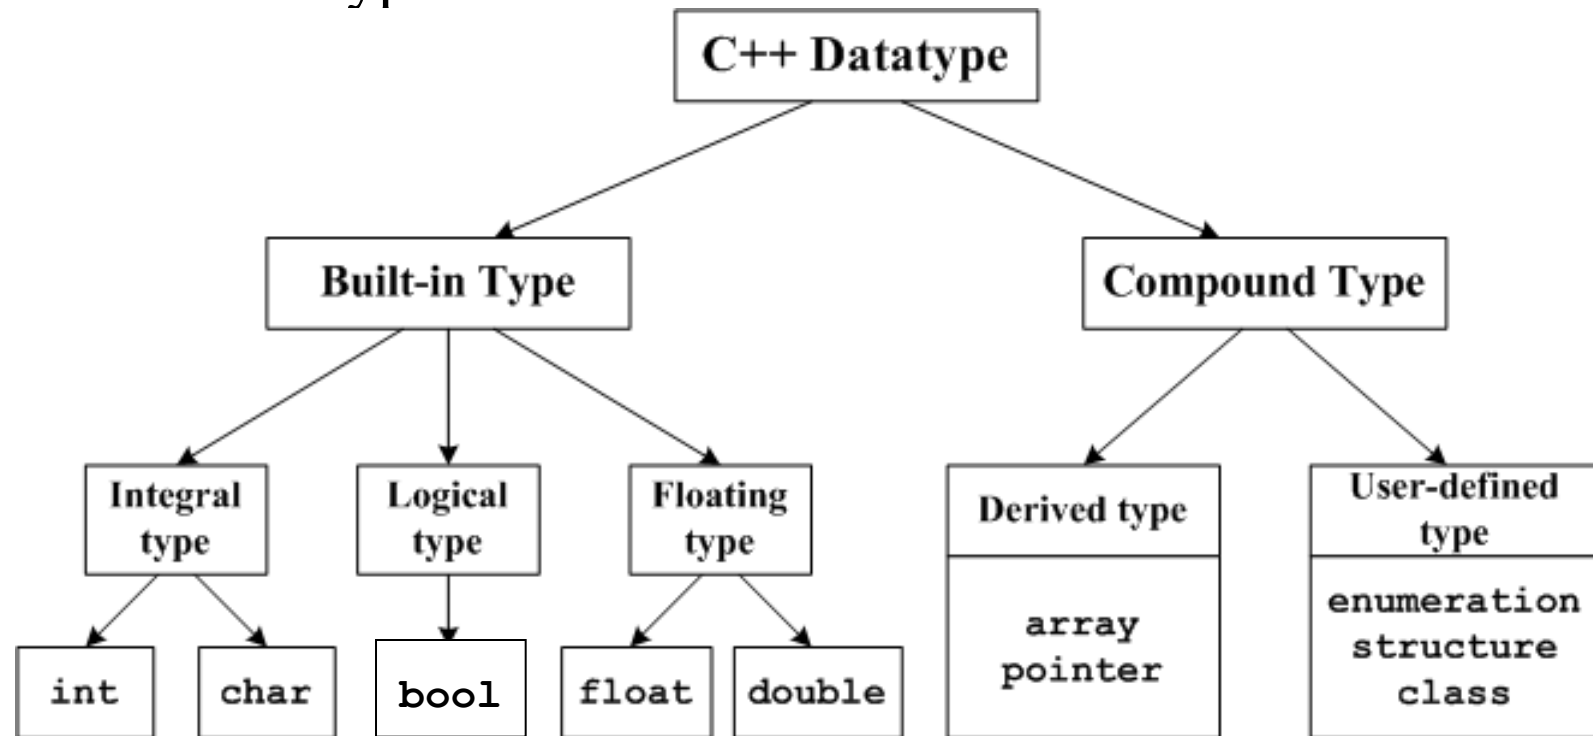 C++ Datatype
Built-in Type
Compound Type
Integral
type
Logical
type
Floating
type
Derived type
User-defined
type
int
char
bool
float
double
array
pointer
enumeration
structure
class